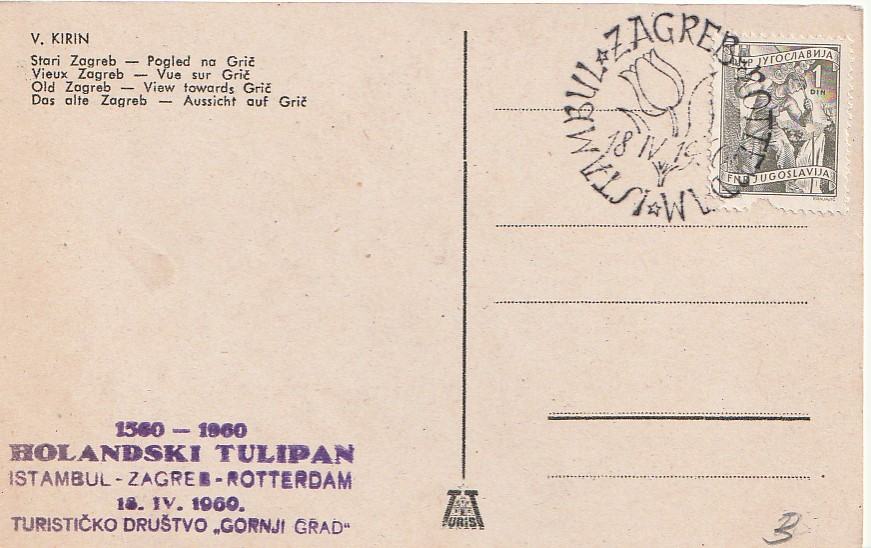 V. KIRIN
Stari Zagreb — Pogled na Grič
Vieux Zagreb — Vue sur Grič
Old Zagreb — View towards Grič
Das alte Zagreb — Aussicht auf Grič
ISTAMBUL ☆ ZAGREB ☆ ROTTERDAM ☆
18 IV 1960
ЈУГОСЛАВИЈА
1
DIN
FNR JUGOSLAVIJA
1560 — 1960
HOLANDSKI TULIPAN
ISTAMBUL - ZAGREB - ROTTERDAM
18. IV. 1960.
TURISTIČKO DRUŠTVO „GORNJI GRAD"
TURIST
B